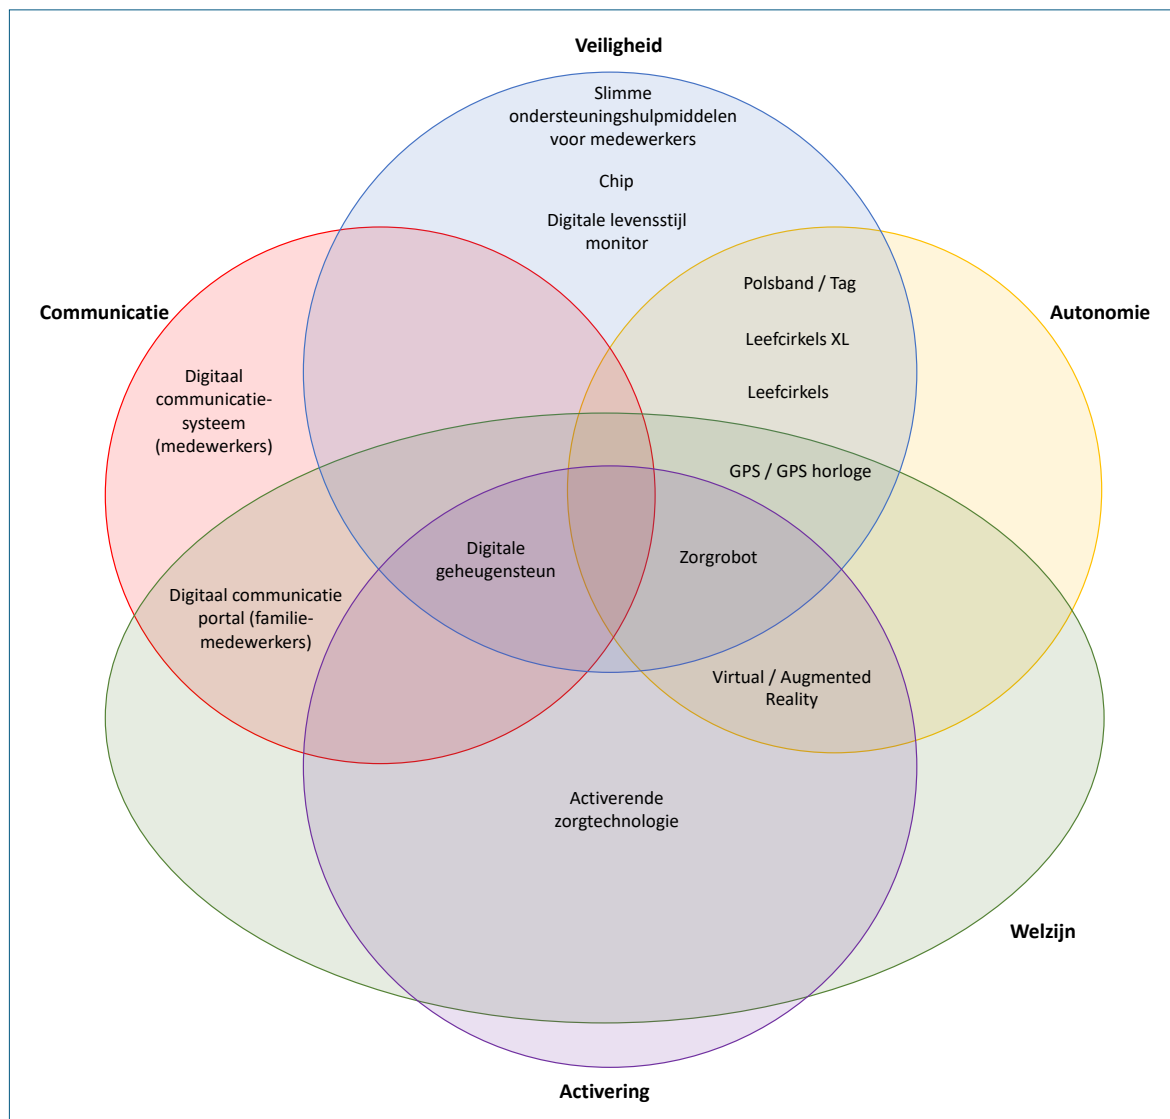 Veiligheid
Slimme
ondersteuningshulpmiddelen
voor medewerkers
Chip
Digitale levensstijl
monitor
Communicatie
Autonomie
Polsband / Tag
Leefcirkels XL
Leefcirkels
Digitaal
communicatie-
systeem
(medewerkers)
GPS / GPS horloge
Digitale
geheugensteun
Zorgrobot
Digitaal communicatie
portal (familie-
medewerkers)
Virtual / Augmented
Reality
Activerende
zorgtechnologie
Welzijn
Activering